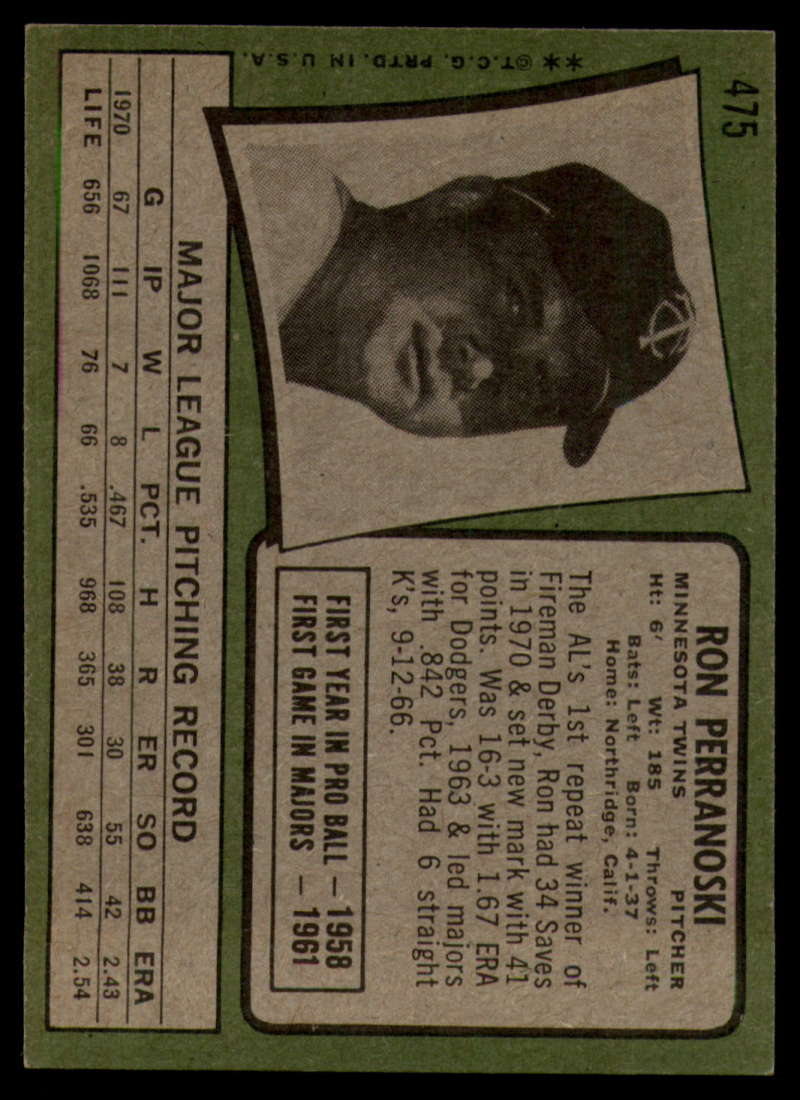 475
**©T.C.G. PRTD. IN U.S.A.
RON PERRANOSKI
MINNESOTA TWINS PITCHER
Ht: 6' Wt: 185 Throws: Left
Bats: Left Born: 4-1-37
Home: Northridge, Calif.
The AL's 1st repeat winner of
Fireman Derby, Ron had 34 Saves
in 1970 & set new mark with 41
points. Was 16-3 with 1.67 ERA
for Dodgers, 1963 & led majors
with .842 Pct. Had 6 straight
K's, 9-12-66.
FIRST YEAR IN PRO BALL — 1958
FIRST GAME IN MAJORS — 1961
TC
MAJOR LEAGUE PITCHING RECORD
G IP W L PCT. H R ER SO BB ERA
1970 67 111 7 8 .467 108 38 30 55 42 2.43
LIFE 656 1068 76 66 .535 968 365 301 638 414 2.54